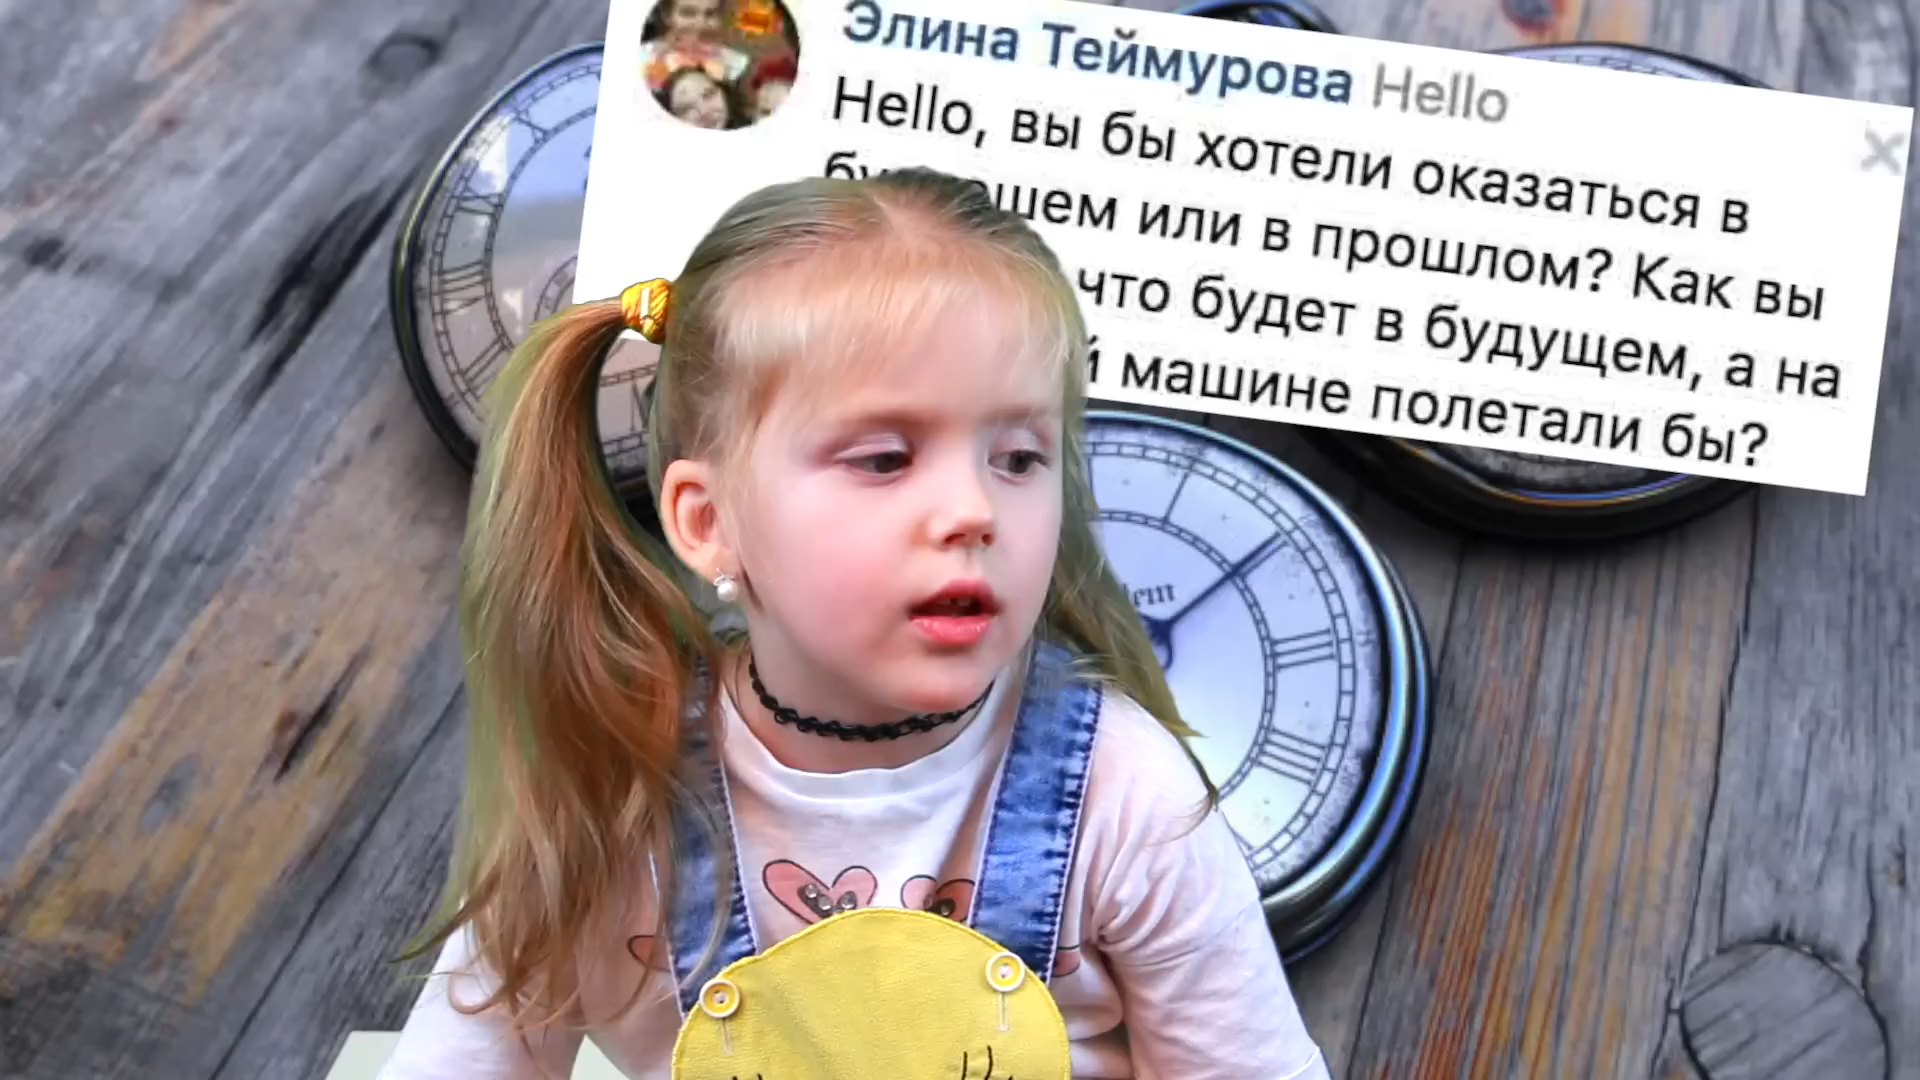 Элина Теймурова Hello
Hello, вы бы хотели оказаться в
или в прошлом? Как вы
что будет в будущем, а на
машине полетали бы?